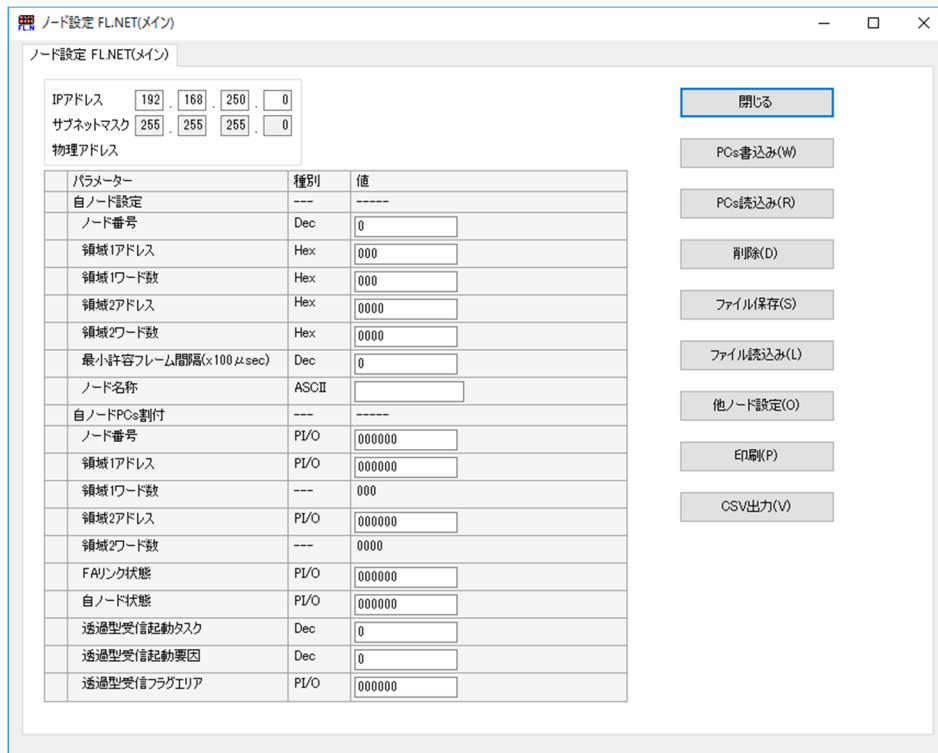 FL.N ノード設定 FL.NET(メイン)
ノード設定 FL.NET(メイン)
IPアドレス 192 . 168 . 250 . 0
サブネットマスク 255 . 255 255 . 0
物理アドレス
パラメーター 種別 値
自ノード設定 --- -----
ノード番号 Dec 0
領域1アドレス Hex 000
領域1ワード数 Hex 000
領域2アドレス Hex 0000
領域2ワード数 Hex 0000
最小許容フレーム間隔(x100μsec) Dec 0
ノード名称 ASCII
自ノードPCs割付 --- -----
ノード番号 PI/O 000000
領域1アドレス PI/O 000000
領域1ワード数 --- 000
領域2アドレス PI/O 000000
領域2ワード数 --- 0000
FAリンク状態 PI/O 000000
自ノード状態 PI/O 000000
透過型受信起動タスク Dec 0
透過型受信起動要因 Dec 0
透過型受信フラグエリア PI/O 000000
閉じる
PCs書込み(W)
PCs読込み(R)
削除(D)
ファイル保存(S)
ファイル読込み(L)
他ノード設定(O)
印刷(P)
CSV出力(V)